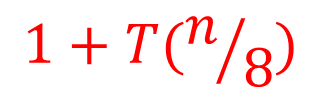 1 + T(n/8)